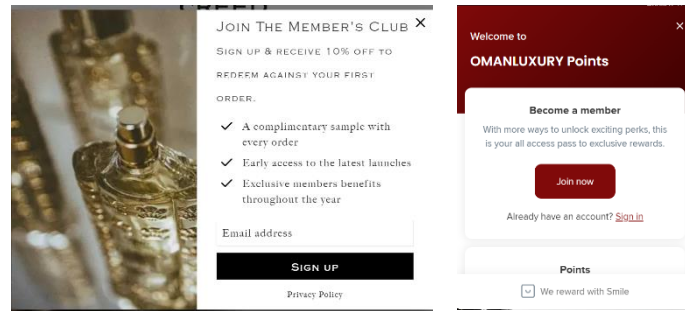 CREED
JOIN THE MEMBER'S CLUB
SIGN UP & RECEIVE 10% OFF TO
REDEEM AGAINST YOUR FIRST
ORDER.
A complimentary sample with
every order
Early access to the latest launches
Exclusive members benefits
throughout the year
Email address
SIGN UP
Privacy Policy
Welcome to
OMANLUXURY Points
Become a member
With more ways to unlock exciting perks, this
is your all access pass to exclusive rewards.
Join now
Already have an account? Sign in
Points
We reward with Smile